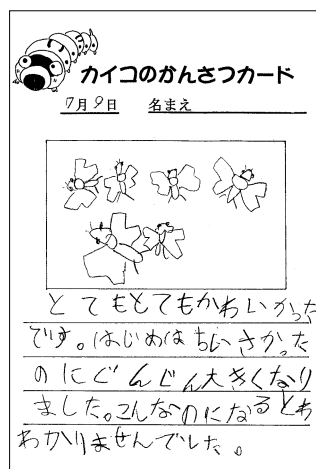 カイコのかんさつカード
7月9日 名まえ
とてもとてもかわいかった
です。はじめはちいさかった
のにぐんぐん大きくなり
ました。こんなのになるとわ
わかりませんでした。